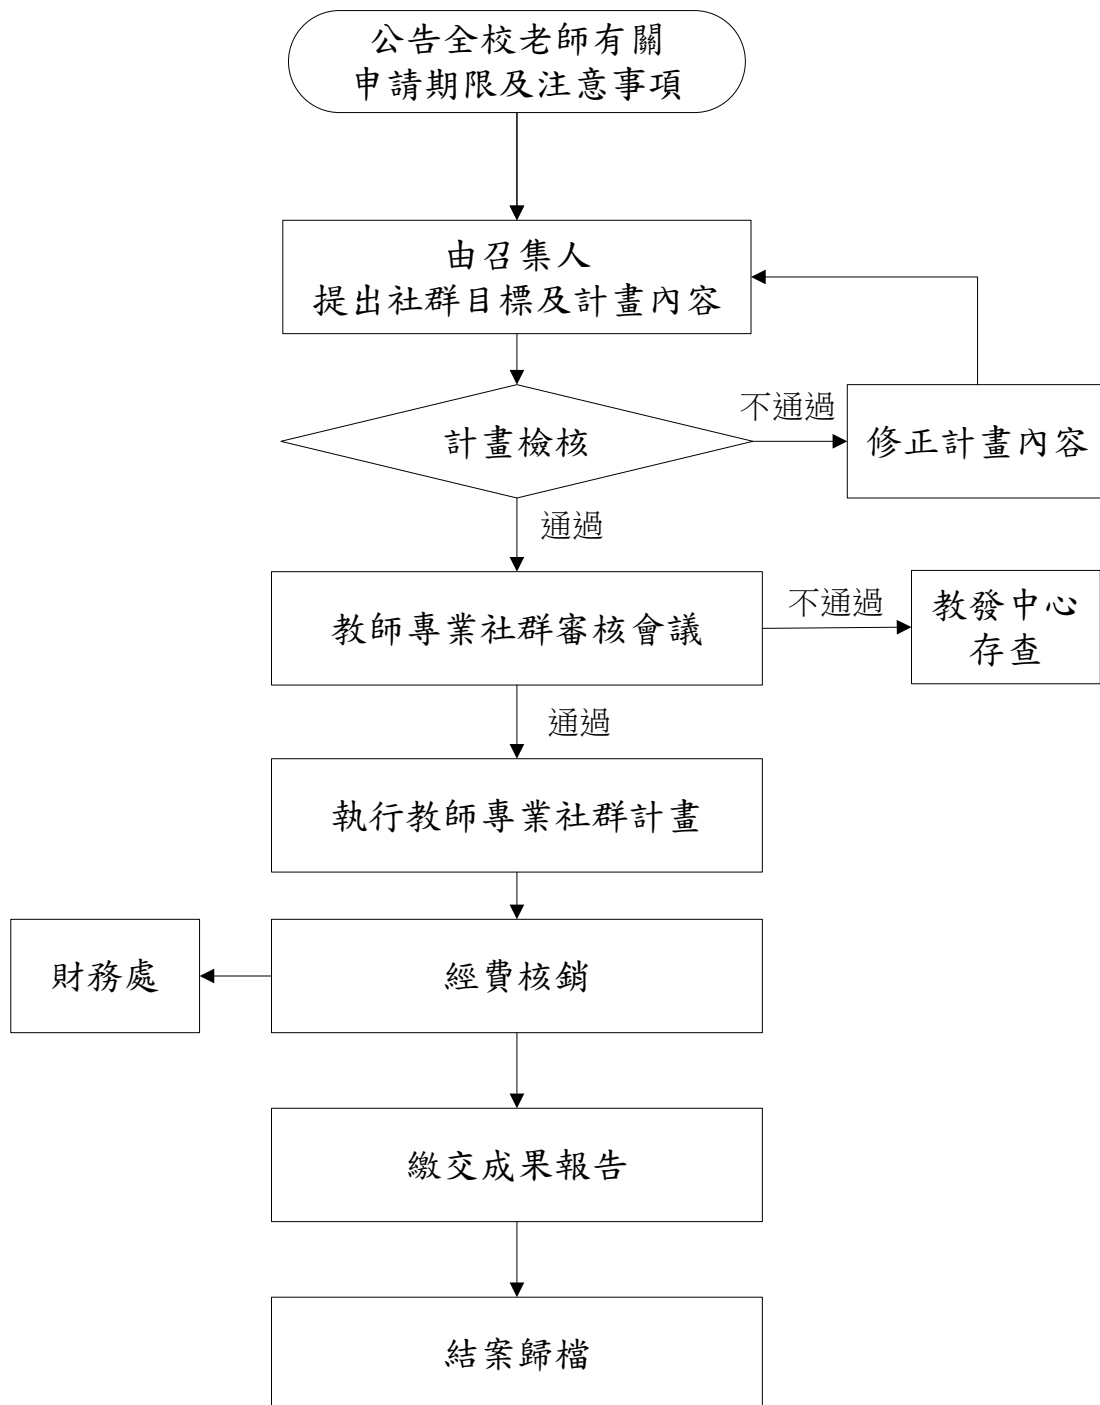 公告全校老師有關
申請期限及注意事項
由召集人
提出社群目標及計畫內容
計畫檢核
不通過
修正計畫內容
通過
教師專業社群審核會議
不通過
教發中心
存查
通過
執行教師專業社群計畫
財務處
經費核銷
繳交成果報告
結案歸檔